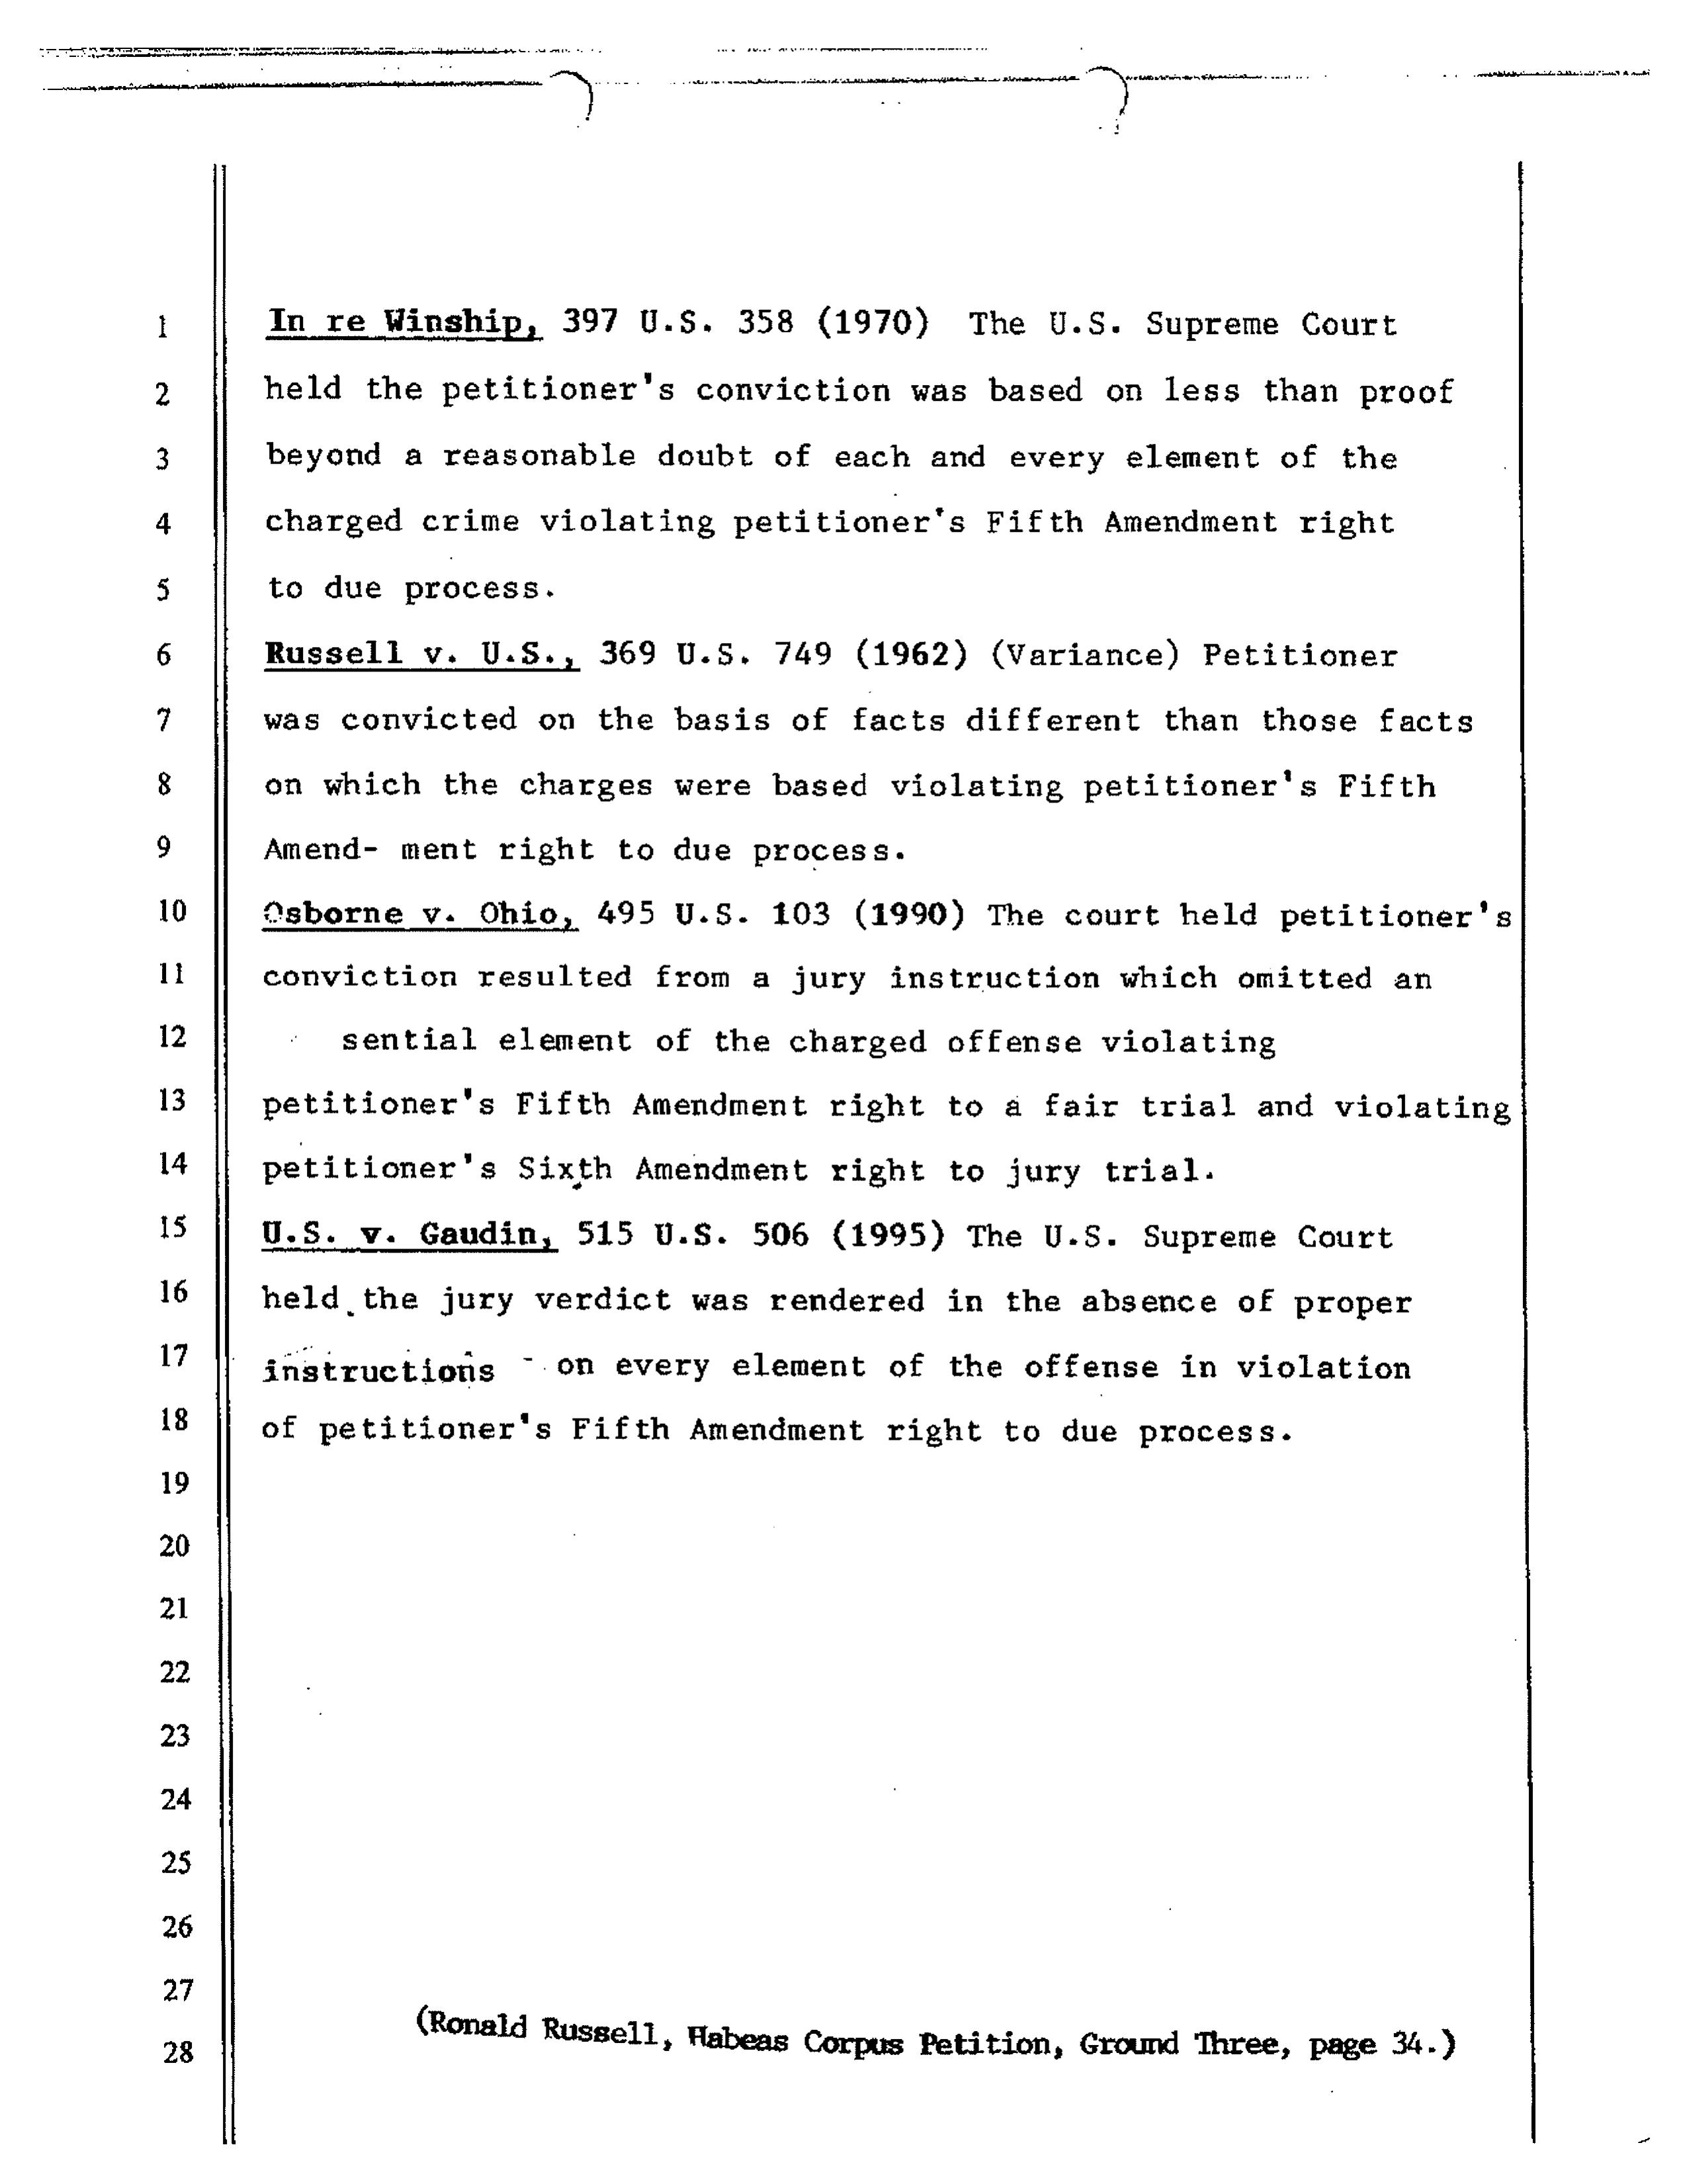 1 In re Winship, 397 U.S. 358 (1970) The U.S. Supreme Court
2 held the petitioner's conviction was based on less than proof
3 beyond a reasonable doubt of each and every element of the
4 charged crime violating petitioner's Fifth Amendment right
5 to due process.
6 Russell v. U.S., 369 U.S. 749 (1962) (Variance) Petitioner
7 was convicted on the basis of facts different than those facts
8 on which the charges were based violating petitioner's Fifth
9 Amend- ment right to due process.
10 Osborne v. Ohio, 495 U.S. 103 (1990) The court held petitioner's
11 conviction resulted from a jury instruction which omitted an
12 sential element of the charged offense violating
13 petitioner's Fifth Amendment right to a fair trial and violating
14 petitioner's Sixth Amendment right to jury trial.
15 U.S. v. Gaudin, 515 U.S. 506 (1995) The U.S. Supreme Court
16 held the jury verdict was rendered in the absence of proper
17 instructions - on every element of the offense in violation
18 of petitioner's Fifth Amendment right to due process.
19
20
21
22
23
24
25
26
27
28 (Ronald Russell, Habeas Corpus Petition, Ground Three, page 34.)